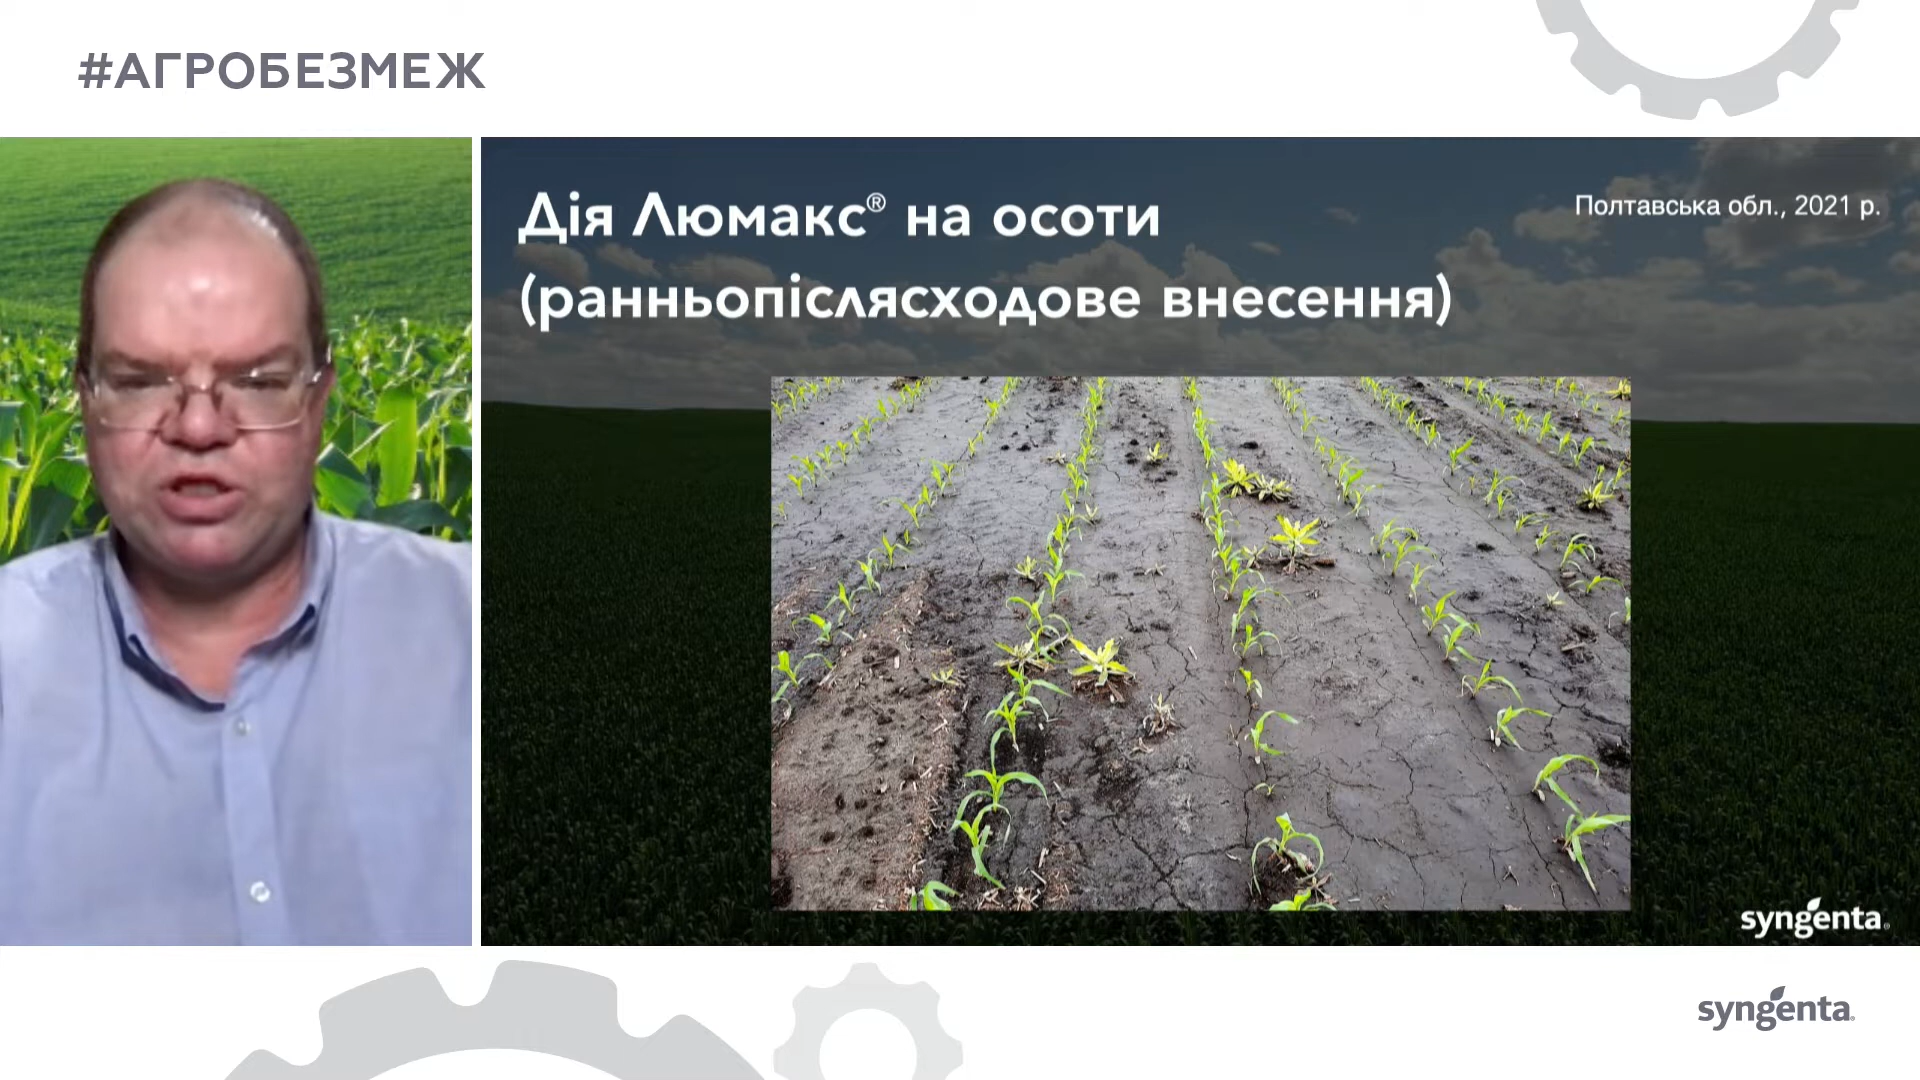 #АГРОБЕЗМЕЖ
Дія Люмакс® на осоти
(ранньопіслясходове внесення)
Полтавська обл., 2021 р.
syngenta
syngenta